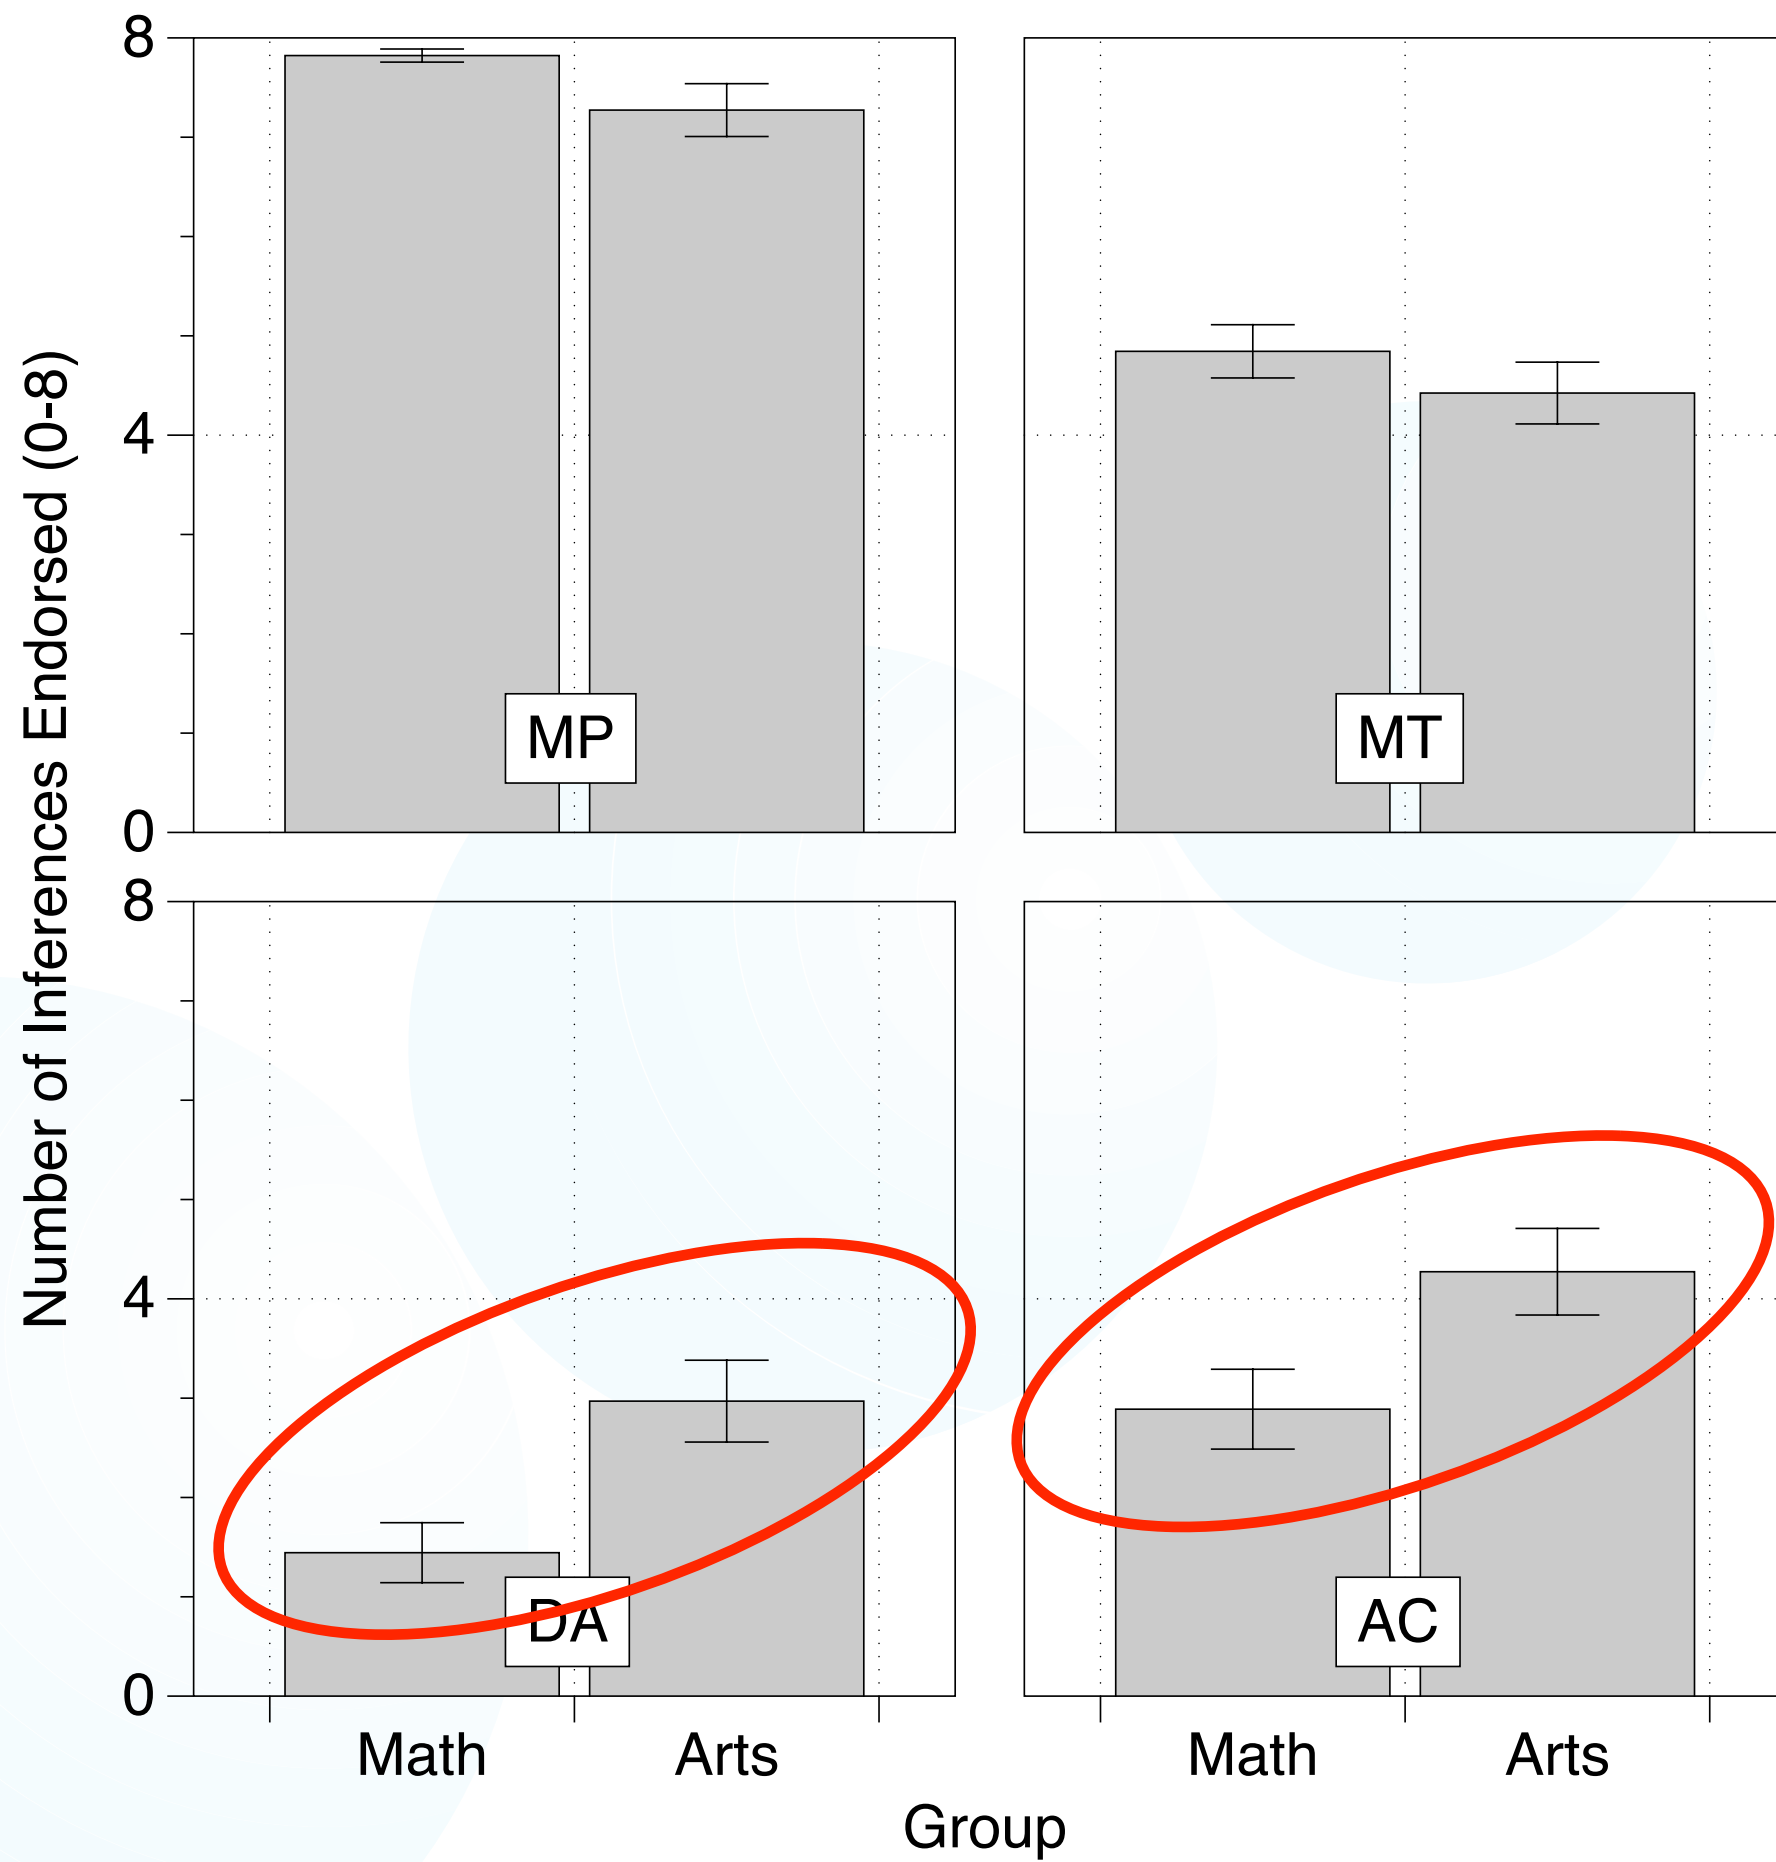 Number of Inferences Endorsed (0-8)
8
4
0
MP
MT
8
4
0
DA
AC
Math
Arts
Math
Arts
Group